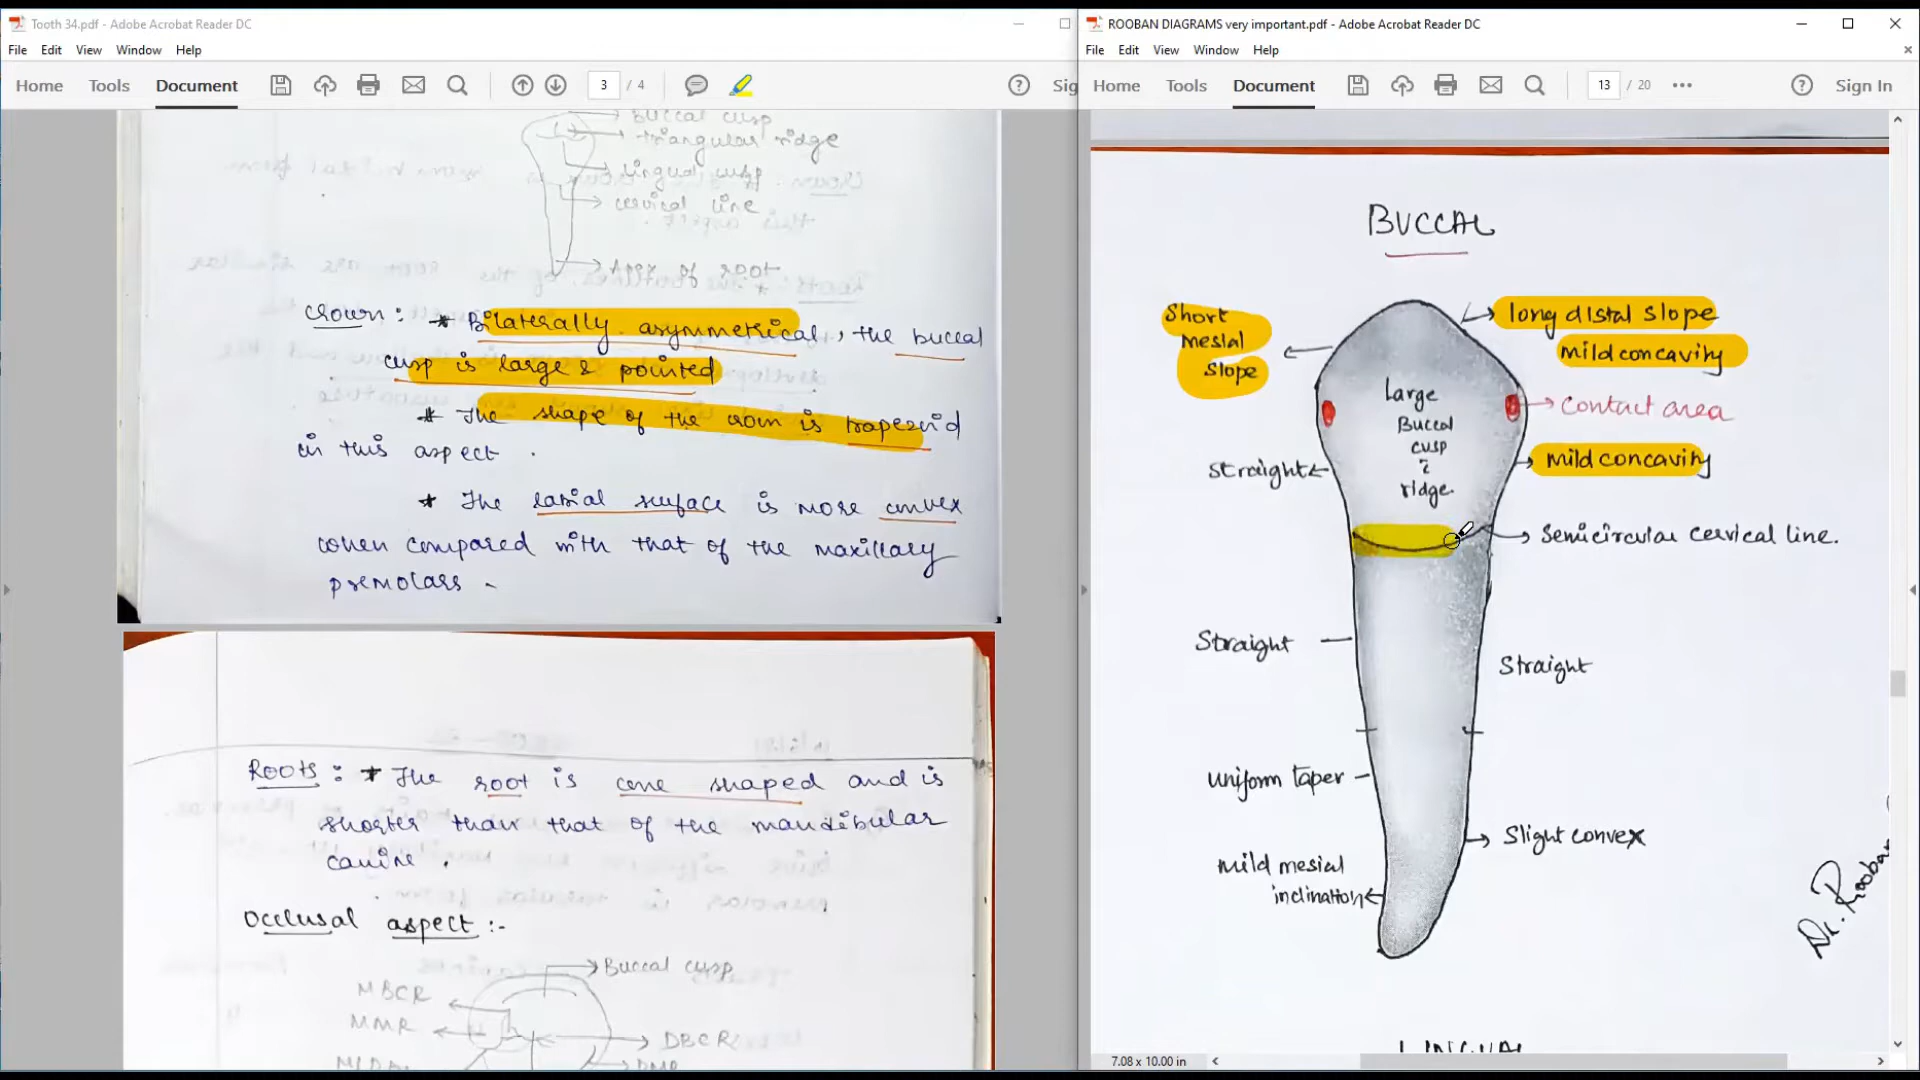 Tooth 34.pdf - Adobe Acrobat Reader DC
File Edit View Window Help
Home Tools Document 3 / 4 Sig
Buccal cusp
triangular ridge
lingual cusp
cervical line
Apex of root
Crown : * Bilaterally asymmetrical, the buccal
cusp is large & pointed
* The shape of the crown is trapezoid
in this aspect .
* The labial surface is more convex
when compared with that of the maxillary
premolars -
Roots : * The root is cone shaped and is
shorter than that of the mandibular
canine .
Occlusal aspect :-
Buccal cusp
MBCR
MMR
DBCR
ROOBAN DIAGRAMS very important.pdf - Adobe Acrobat Reader DC
File Edit View Window Help
Home Tools Document 13 / 20 Sign In
BUCCAL
Short
mesial
slope
long distal slope
mild concavity
Large
Buccal
cusp
ridge
contact area
straight
mild concavity
Semicircular cervical line.
Straight
Straight
uniform taper
Slight convex
mild mesial
inclination
Dr. Rooban
LINGUAL
7.08 x 10.00 in